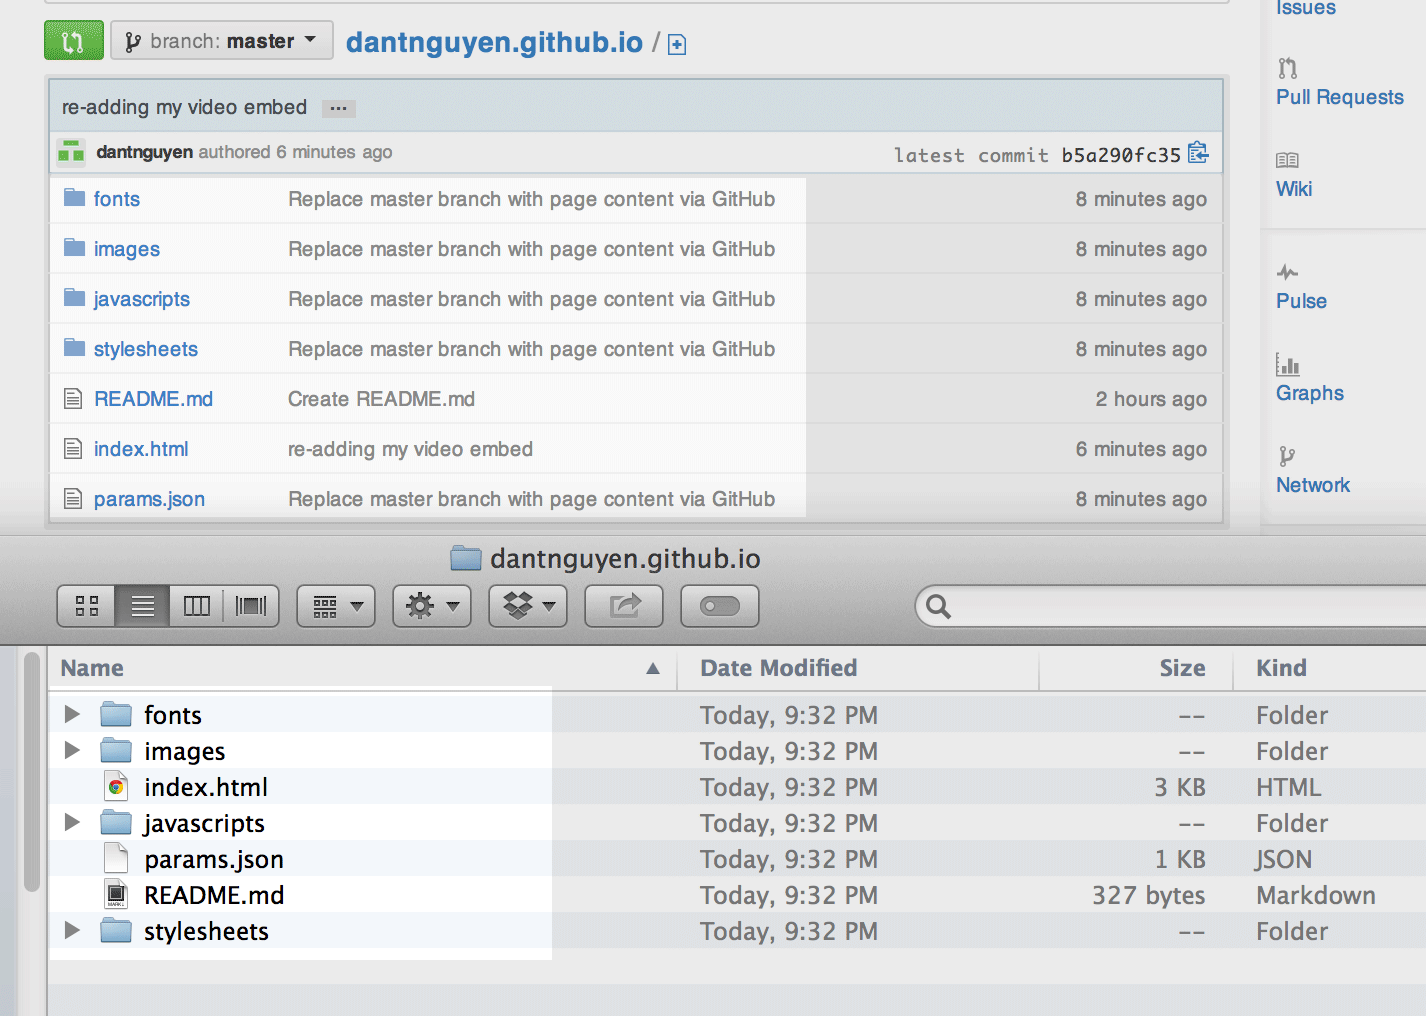 Issues
branch: master dantnguyen.github.io /
Pull Requests
re-adding my video embed ...
dantnguyen authored 6 minutes ago latest commit b5a290fc35
Wiki
fonts Replace master branch with page content via GitHub 8 minutes ago
images Replace master branch with page content via GitHub 8 minutes ago
Pulse
javascripts Replace master branch with page content via GitHub 8 minutes ago
stylesheets Replace master branch with page content via GitHub 8 minutes ago
Graphs
README.md Create README.md 2 hours ago
index.html re-adding my video embed 6 minutes ago
Network
params.json Replace master branch with page content via GitHub 8 minutes ago
dantnguyen.github.io
Name Date Modified Size Kind
fonts Today, 9:32 PM -- Folder
images Today, 9:32 PM -- Folder
index.html Today, 9:32 PM 3 KB HTML
javascripts Today, 9:32 PM -- Folder
params.json Today, 9:32 PM 1 KB JSON
README.md Today, 9:32 PM 327 bytes Markdown
stylesheets Today, 9:32 PM -- Folder